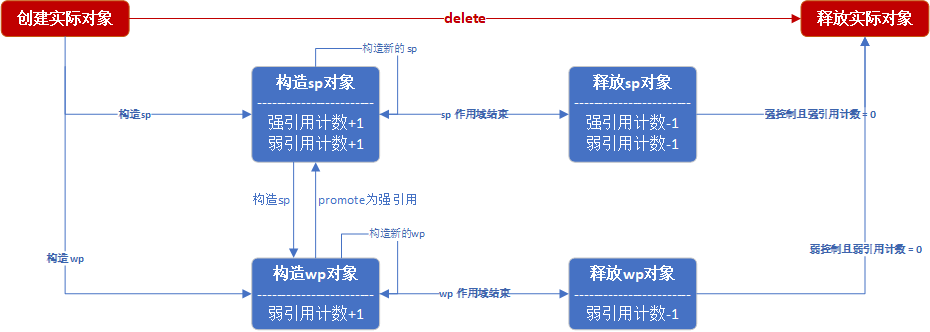 创建实际对象
delete
释放实际对象
构造新的 sp
构造sp对象
强引用计数+1
弱引用计数+1
构造sp
sp 作用域结束
释放sp对象
强引用计数-1
弱引用计数-1
强控制且强引用计数 = 0
构造sp
promote为强引用
构造新的wp
构造 wp
构造wp对象
弱引用计数+1
wp 作用域结束
释放wp对象
弱引用计数-1
弱控制且弱引用计数 = 0